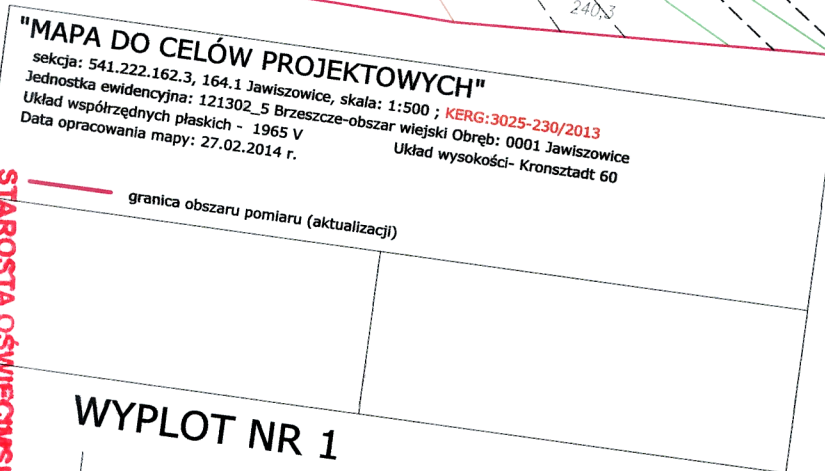 240,3
"MAPA DO CELÓW PROJEKTOWYCH"
sekcja: 541.222.162.3, 164.1 Jawiszowice, skala: 1:500 ; KERG:3025-230/2013
Jednostka ewidencyjna: 121302_5 Brzeszcze-obszar wiejski Obręb: 0001 Jawiszowice
Układ współrzędnych płaskich - 1965 V Układ wysokości- Kronsztadt 60
Data opracowania mapy: 27.02.2014 r.
granica obszaru pomiaru (aktualizacji)
STAROSTA
WYPLOT NR 1